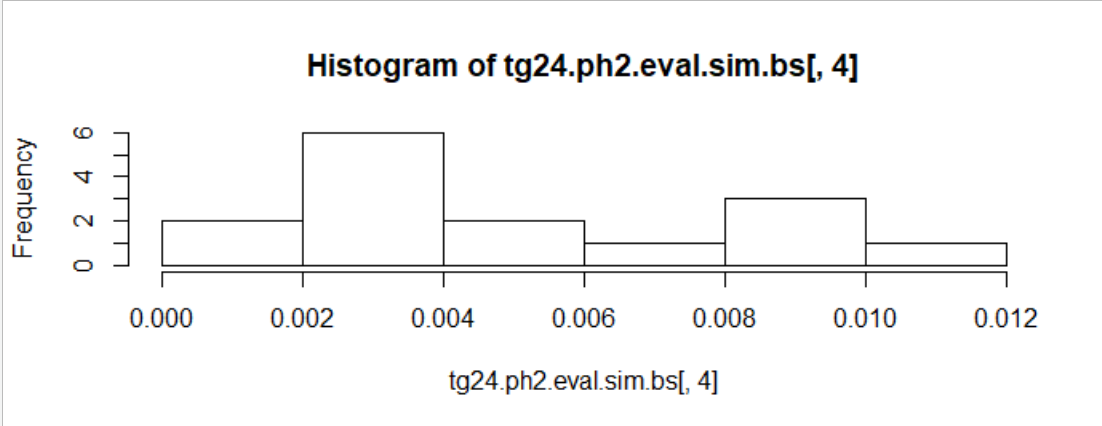 Histogram of tg24.ph2.eval.sim.bs[, 4]
Frequency
6
4
2
0
0.000 0.002 0.004 0.006 0.008 0.010 0.012
tg24.ph2.eval.sim.bs[, 4]